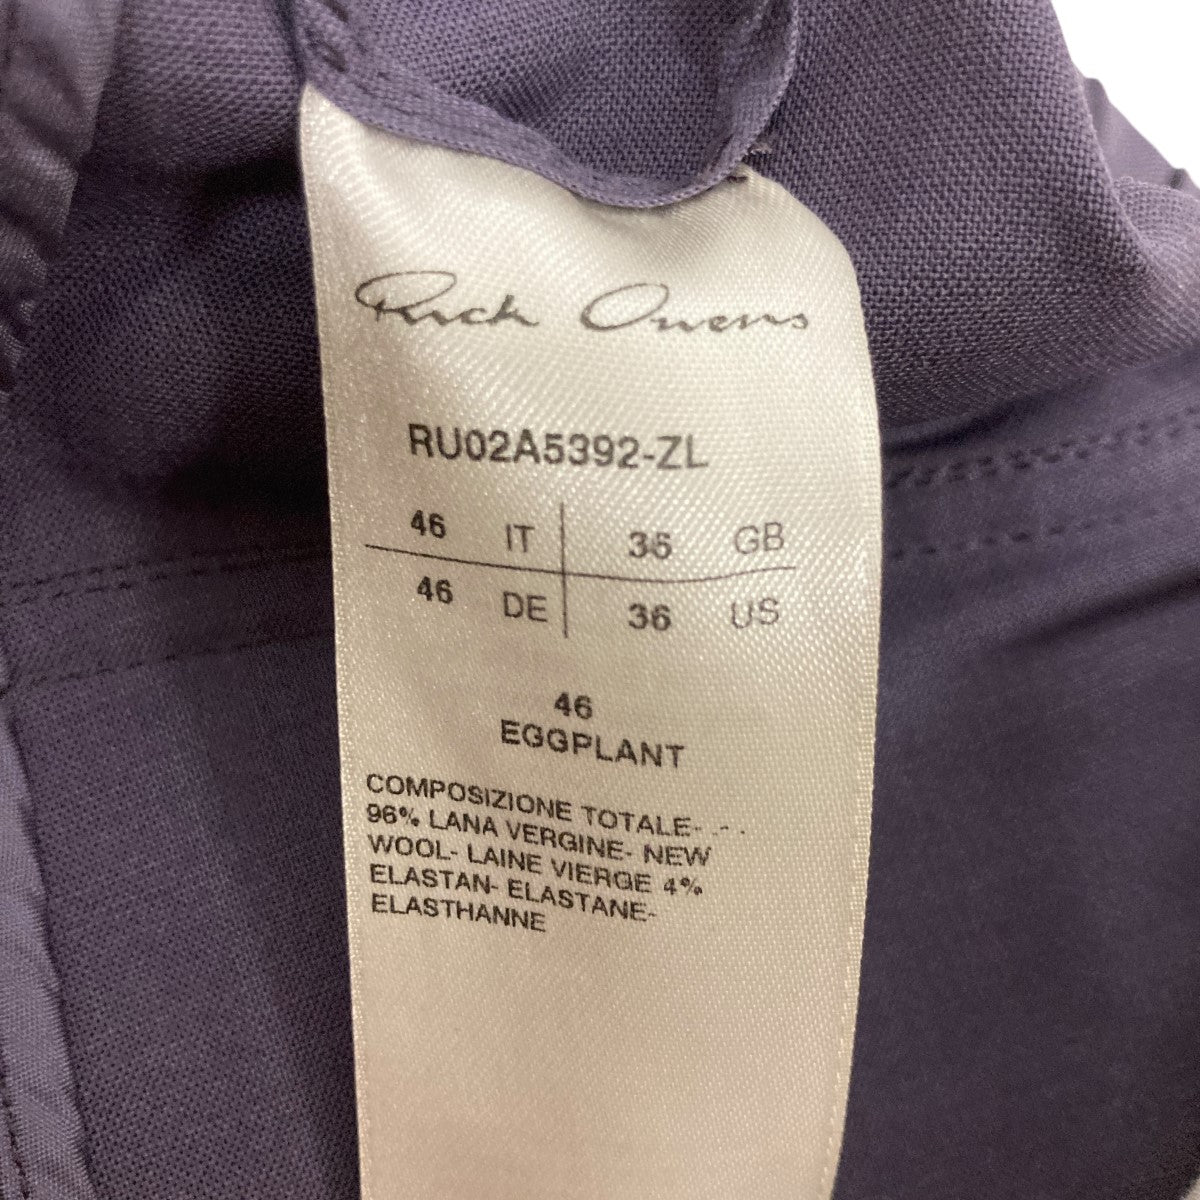 Rick Owens
RU02A5392-ZL
46 IT 36 GB
46 DE 36 US
46
EGGPLANT
COMPOSIZIONE TOTALE- .- .
96% LANA VERGINE- NEW
WOOL- LAINE VIERGE 4%
ELASTAN- ELASTANE-
ELASTHANNE